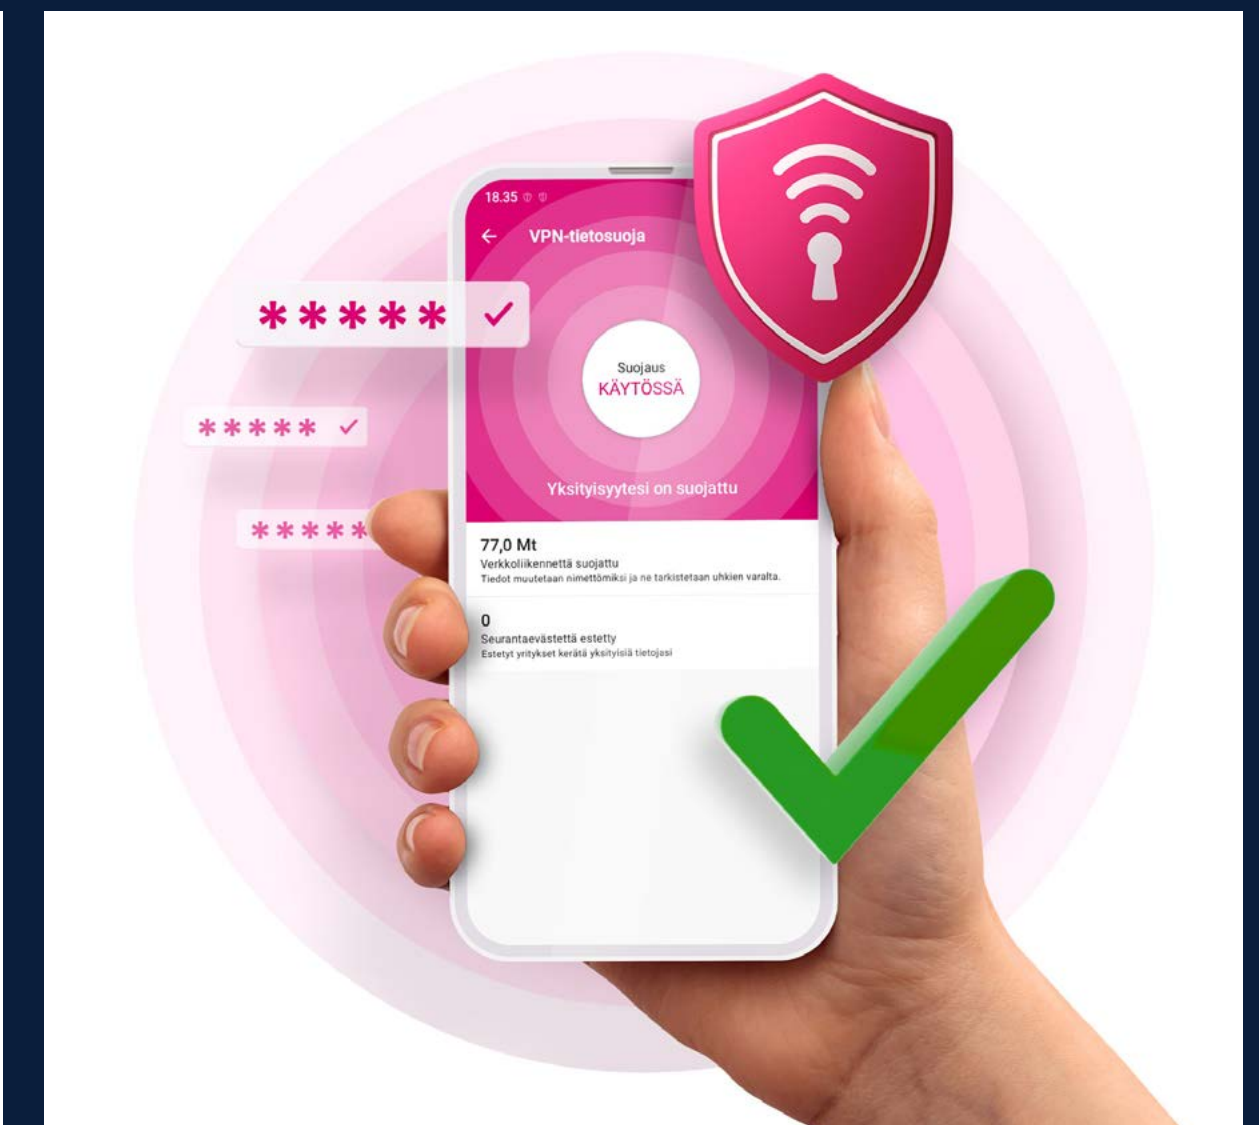 18.35
VPN-tietosuoja
***** ✓
Suojaus
KÄYTÖSSÄ
***** ✓
Yksityisyytesi on suojattu
*****
77,0 Mt
Verkkoliikennettä suojattu
Tiedot muutetaan nimettömiksi ja ne tarkistetaan uhkien varalta.
0
Seurantaevästettä estetty
Estetyt yritykset kerätä yksityisiä tietojasi